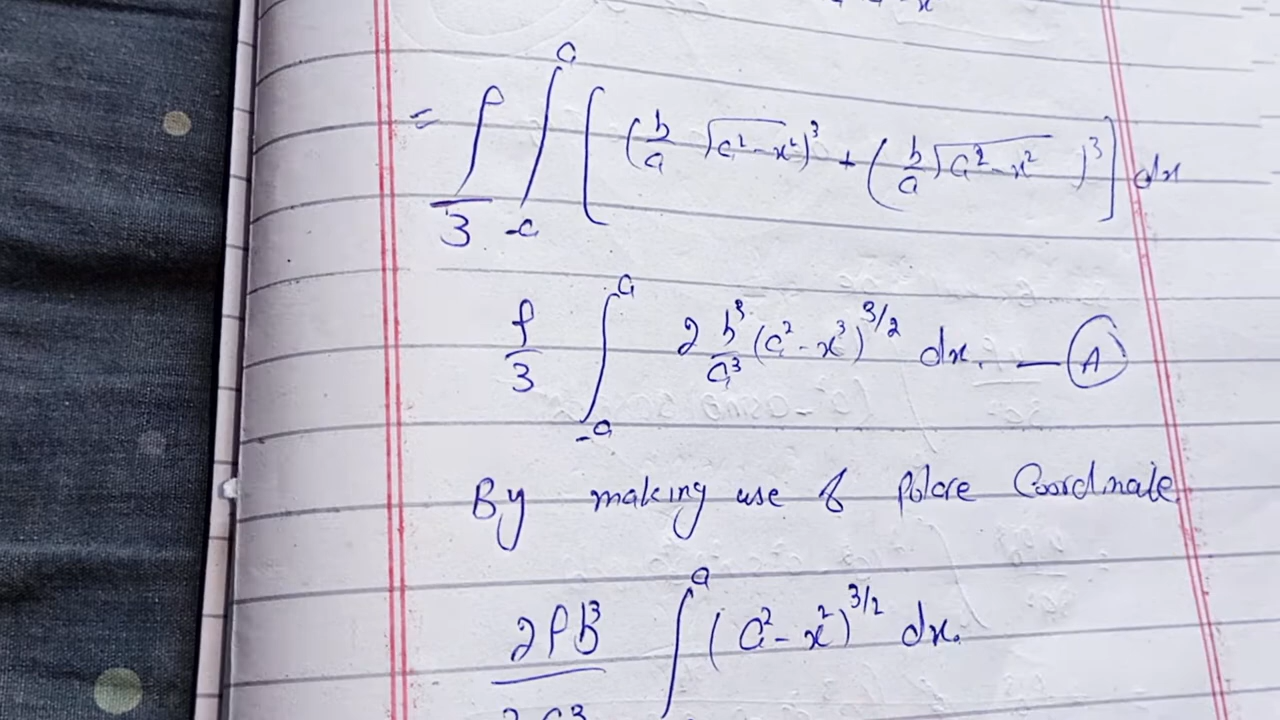 = ρ/3 ∫_{-a}^{a} [ (b/a √(a²-x²))³ + (b/a √(a²-x²))³ ] dx
ρ/3 ∫_{-a}^{a} 2 b³/a³ (a²-x³)^{3/2} dx. — (A)
By making use of Polare Coordinate
2ρb³ ∫^{a} (a²-x²)^{3/2} dx.